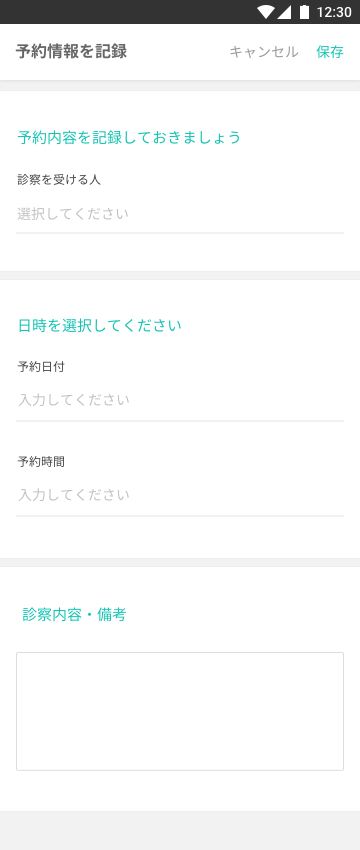 12:30
予約情報を記録 キャンセル 保存
予約内容を記録しておきましょう
診察を受ける人
選択してください
日時を選択してください
予約日付
入力してください
予約時間
入力してください
診察内容・備考